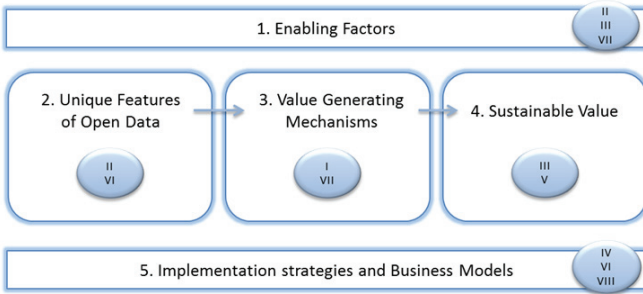 1. Enabling Factors
II
III
VII
2. Unique Features
of Open Data
II
VI
3. Value Generating
Mechanisms
I
VII
4. Sustainable Value
III
V
5. Implementation strategies and Business Models
IV
VI
VIII